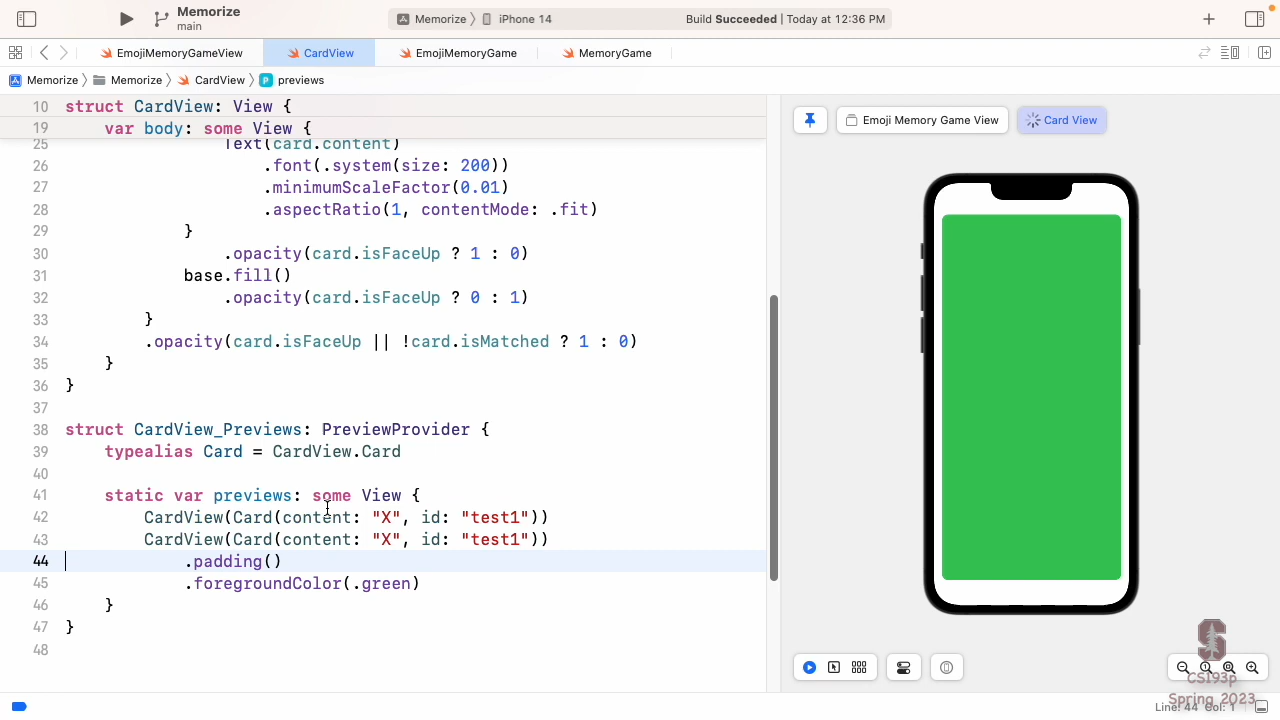 Memorize
main
Memorize 〉 iPhone 14
Build Succeeded | Today at 12:36 PM
EmojiMemoryGameView
CardView
EmojiMemoryGame
MemoryGame
Memorize 〉 Memorize 〉 CardView 〉 P previews
10 struct CardView: View {
19 var body: some View {
25 Text(card.content)
26 .font(.system(size: 200))
27 .minimumScaleFactor(0.01)
28 .aspectRatio(1, contentMode: .fit)
29 }
30 .opacity(card.isFaceUp ? 1 : 0)
31 base.fill()
32 .opacity(card.isFaceUp ? 0 : 1)
33 }
34 .opacity(card.isFaceUp || !card.isMatched ? 1 : 0)
35 }
36 }
37
38 struct CardView_Previews: PreviewProvider {
39 typealias Card = CardView.Card
40
41 static var previews: some View {
42 CardView(Card(content: "X", id: "test1"))
43 CardView(Card(content: "X", id: "test1"))
44 .padding()
45 .foregroundColor(.green)
46 }
47 }
48
Emoji Memory Game View
Card View
S
CS193p
Spring 2023
Line: 44 Col: 1